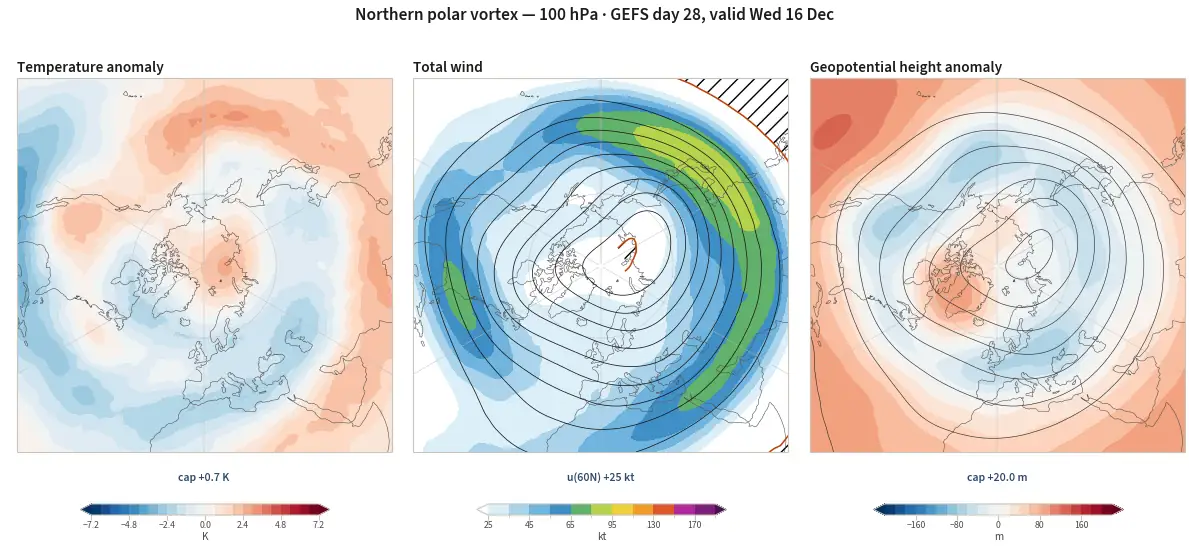 Northern polar vortex — 100 hPa · GEFS day 28, valid Wed 16 Dec
Temperature anomaly
Total wind
Geopotential height anomaly
cap +0.7 K
u(60N) +25 kt
cap +20.0 m
−7.2 −4.8 −2.4 0.0 2.4 4.8 7.2
K
25 45 65 95 130 170
kt
−160 −80 0 80 160
m